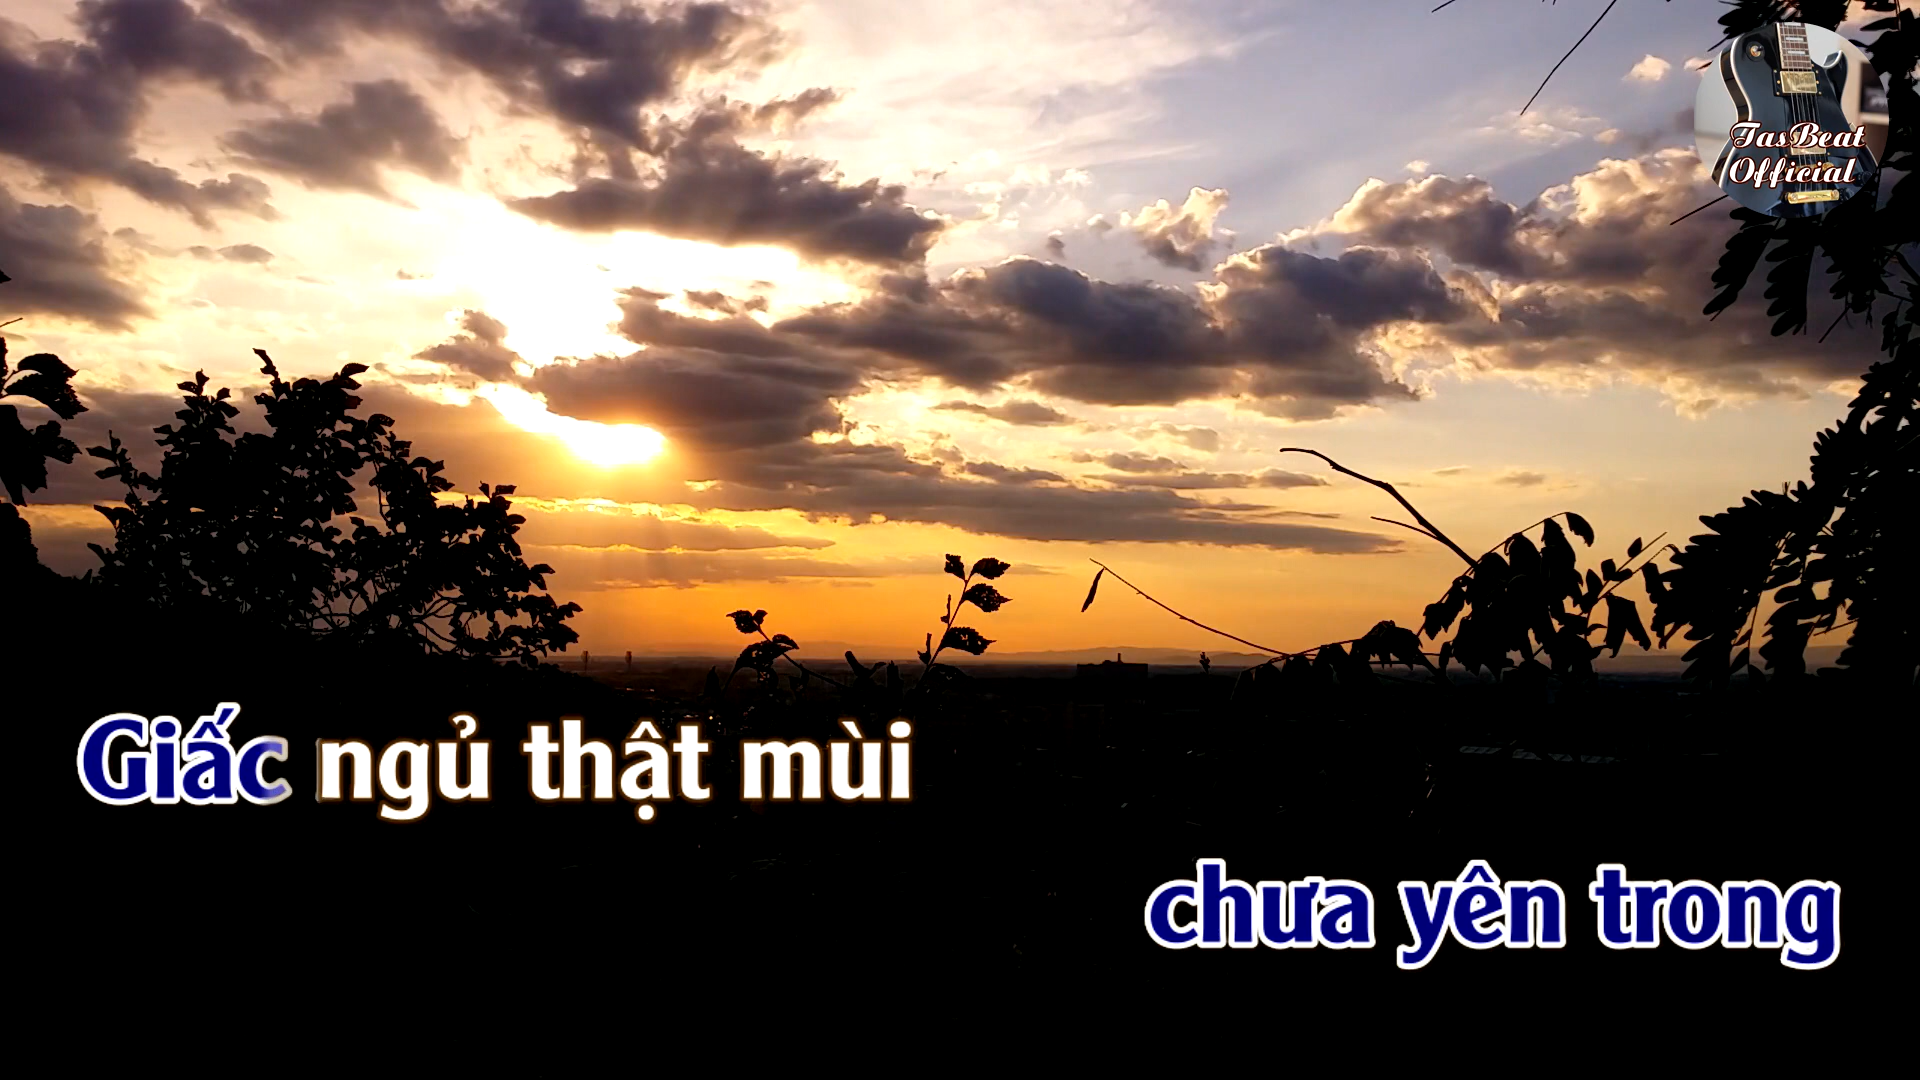 TasBeat
Official
Giấc ngủ thật mùi
chưa yên trong